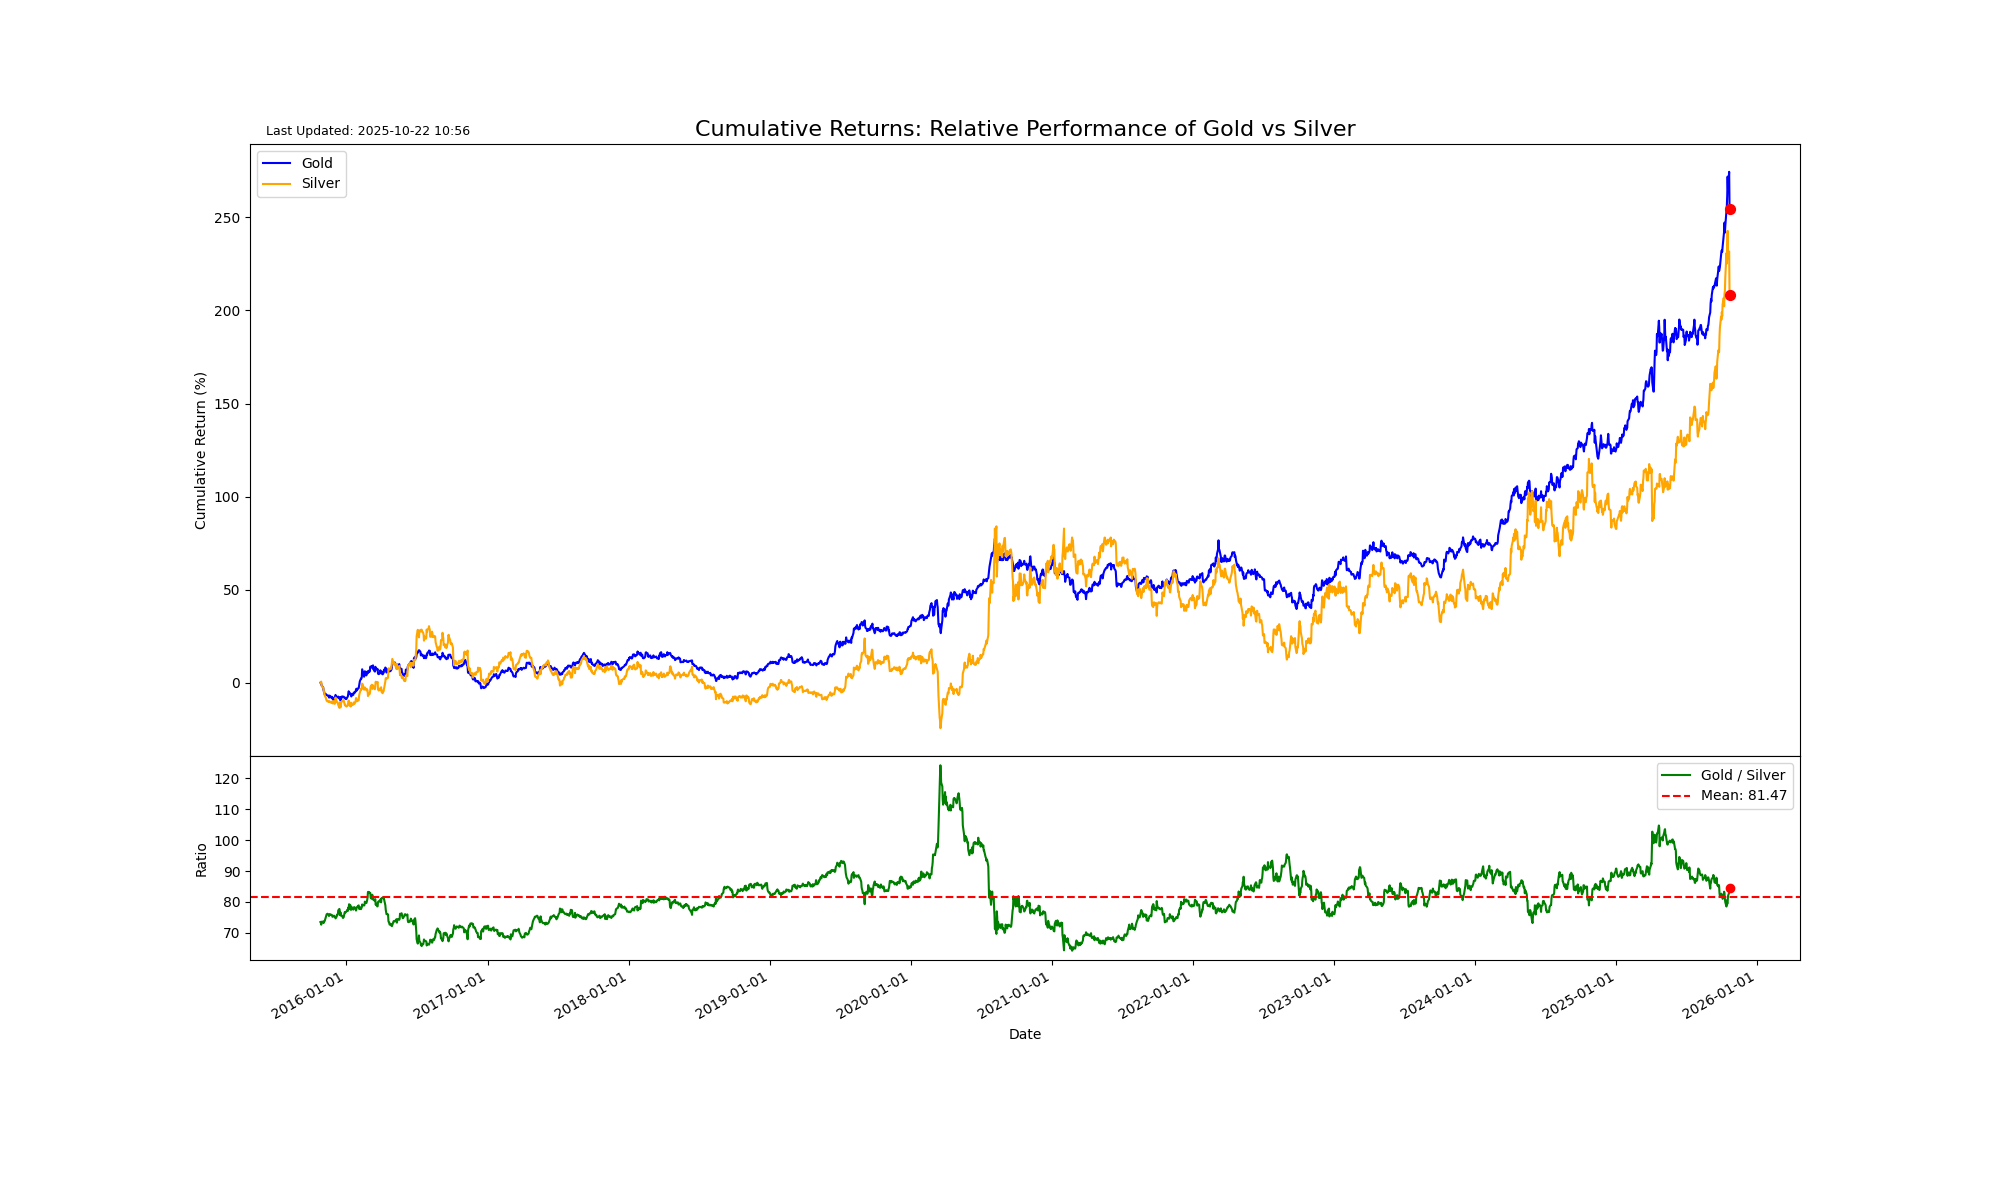 Last Updated: 2025-10-22 10:56
Cumulative Returns: Relative Performance of Gold vs Silver
Gold
Silver
Cumulative Return (%)
250
200
150
100
50
0
Gold / Silver
Mean: 81.47
Ratio
120
110
100
90
80
70
2016-01-01
2017-01-01
2018-01-01
2019-01-01
2020-01-01
2021-01-01
2022-01-01
2023-01-01
2024-01-01
2025-01-01
2026-01-01
Date